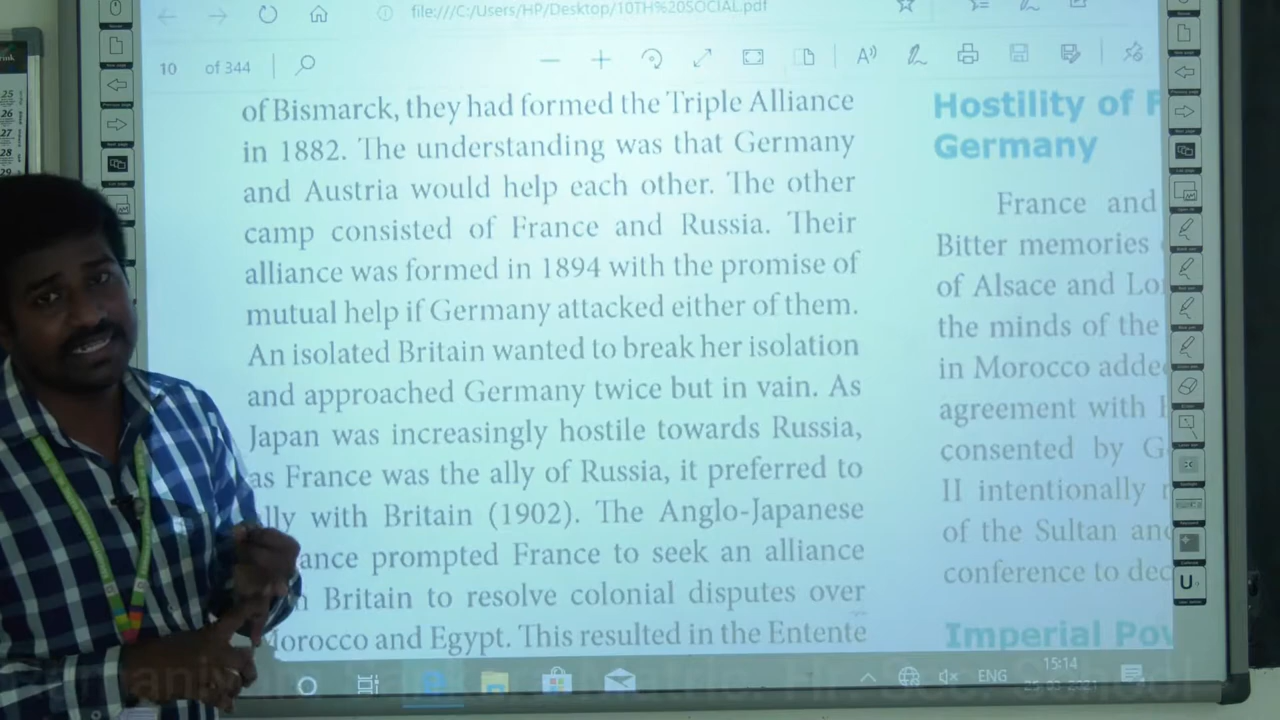 file:///C:/Users/HP/Desktop/10TH%20SOCIAL.pdf
10 of 344
of Bismarck, they had formed the Triple Alliance
in 1882. The understanding was that Germany
and Austria would help each other. The other
camp consisted of France and Russia. Their
alliance was formed in 1894 with the promise of
mutual help if Germany attacked either of them.
An isolated Britain wanted to break her isolation
and approached Germany twice but in vain. As
Japan was increasingly hostile towards Russia,
as France was the ally of Russia, it preferred to
lly with Britain (1902). The Anglo-Japanese
ance prompted France to seek an alliance
Britain to resolve colonial disputes over
Morocco and Egypt. This resulted in the Entente
Hostility of F
Germany
France and
Bitter memories
of Alsace and Lo
the minds of the
in Morocco adde
agreement with
consented by G
II intentionally
of the Sultan and
conference to dec
Imperial Pow
ENG
15:14
25
26
27
28
29
U